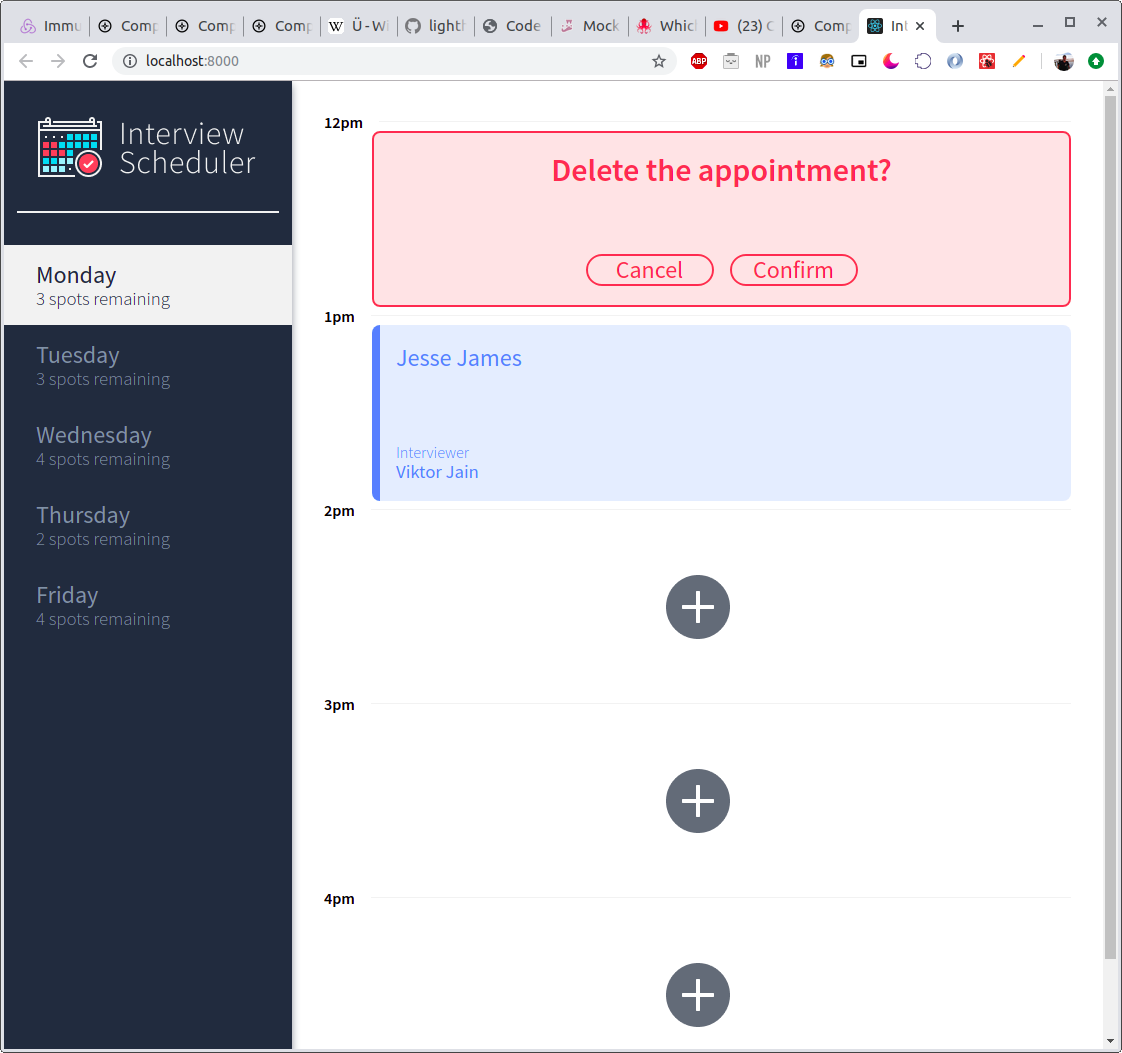 Immu
Comp
Comp
Comp
Ü - Wi
lighth
Code
Mock
Which
(23) C
Comp
Int
localhost:8000
ABP
NP
Interview
Scheduler
Monday
3 spots remaining
Tuesday
3 spots remaining
Wednesday
4 spots remaining
Thursday
2 spots remaining
Friday
4 spots remaining
12pm
Delete the appointment?
Cancel Confirm
1pm
Jesse James
Interviewer
Viktor Jain
2pm
3pm
4pm